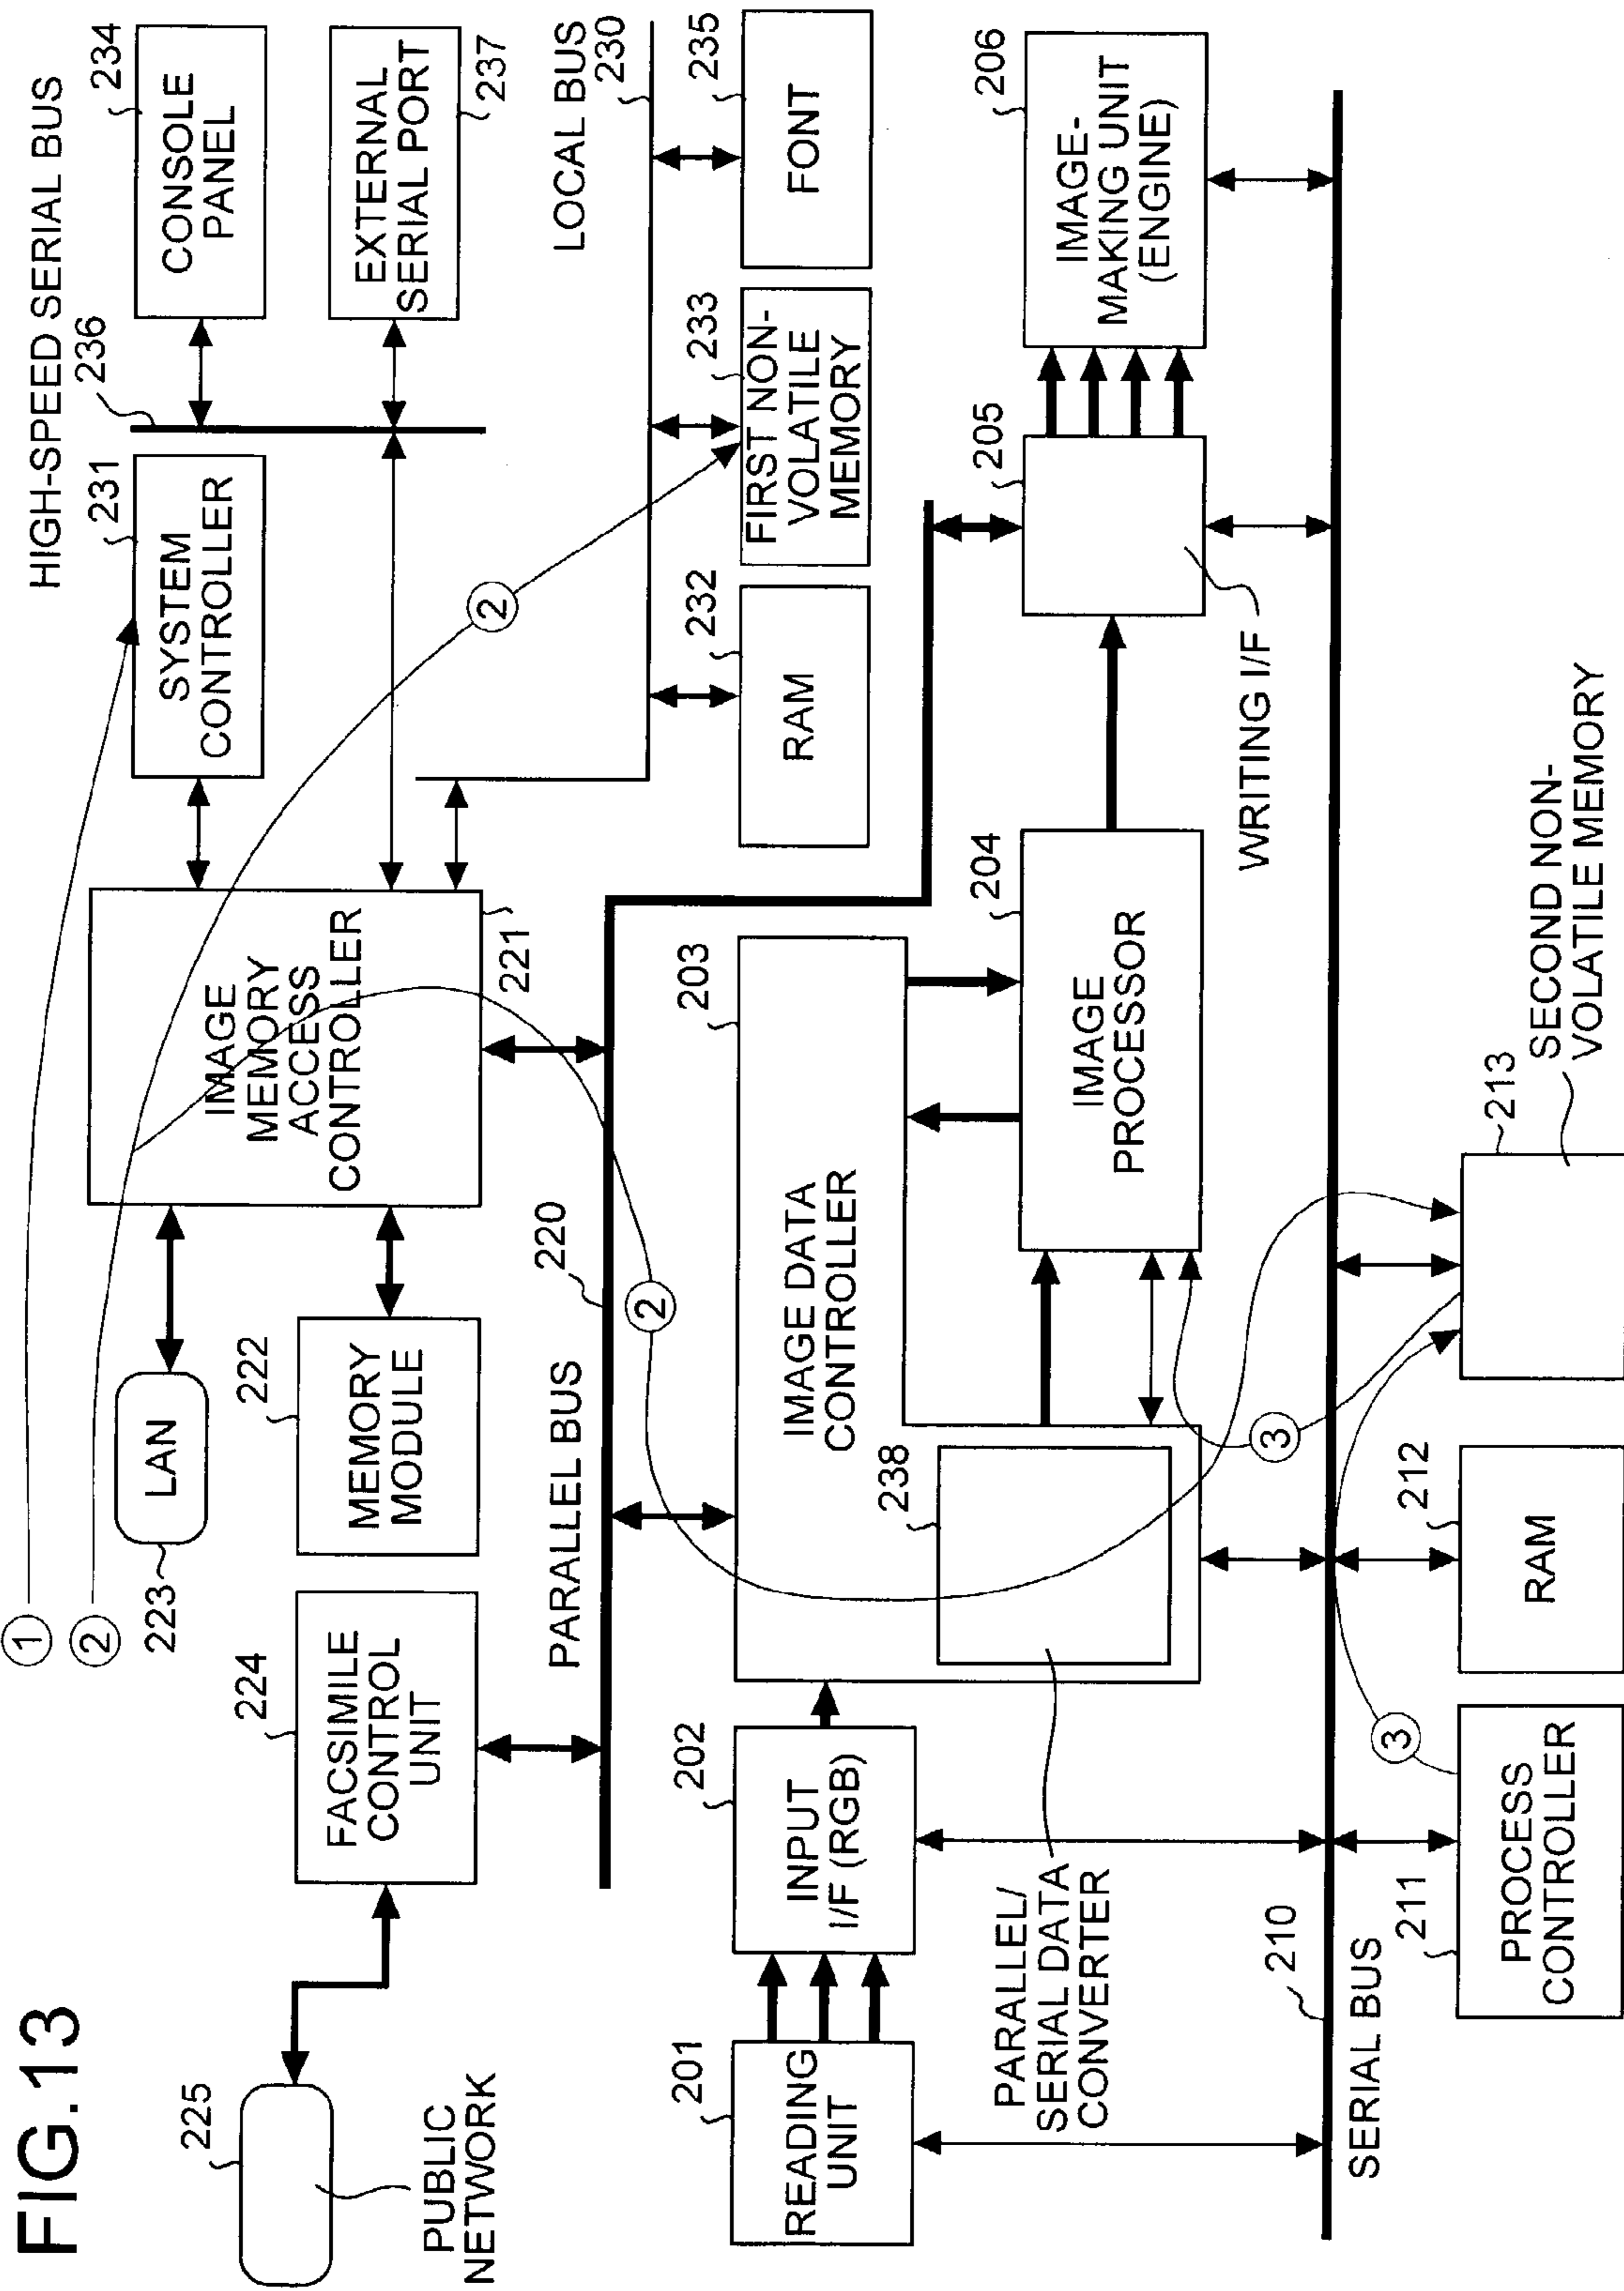 FIG.13
HIGH-SPEED SERIAL BUS
236
1
2
223
LAN
221
IMAGE
MEMORY
ACCESS
CONTROLLER
231
SYSTEM
CONTROLLER
234
CONSOLE
PANEL
EXTERNAL
SERIAL PORT
237
225
PUBLIC
NETWORK
224
FACSIMILE
CONTROL
UNIT
222
MEMORY
MODULE
2
LOCAL BUS
230
PARALLEL BUS
220
2
232
RAM
233
FIRST NON-
VOLATILE
MEMORY
235
FONT
201
READING
UNIT
202
INPUT
I/F (RGB)
203
IMAGE DATA
CONTROLLER
238
PARALLEL/
SERIAL DATA
CONVERTER
204
IMAGE
PROCESSOR
205
WRITING I/F
206
IMAGE-
MAKING UNIT
(ENGINE)
210
SERIAL BUS
3
3
211
PROCESS
CONTROLLER
212
RAM
213
SECOND NON-
VOLATILE MEMORY